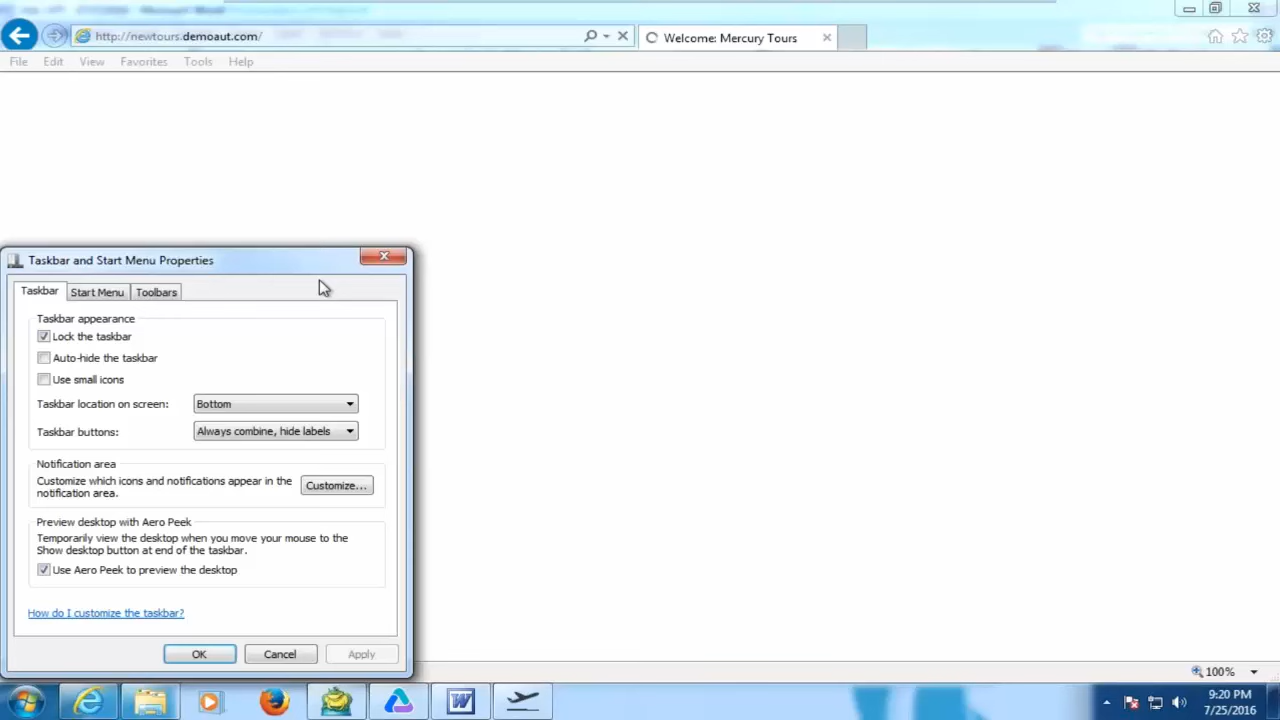 http://newtours.demoaut.com/
Welcome: Mercury Tours
File Edit View Favorites Tools Help
Taskbar and Start Menu Properties
Taskbar Start Menu Toolbars
Taskbar appearance
Lock the taskbar
Auto-hide the taskbar
Use small icons
Taskbar location on screen: Bottom
Taskbar buttons: Always combine, hide labels
Notification area
Customize which icons and notifications appear in the
notification area.
Customize...
Preview desktop with Aero Peek
Temporarily view the desktop when you move your mouse to the
Show desktop button at end of the taskbar.
Use Aero Peek to preview the desktop
How do I customize the taskbar?
OK Cancel Apply
100%
9:20 PM
7/25/2016